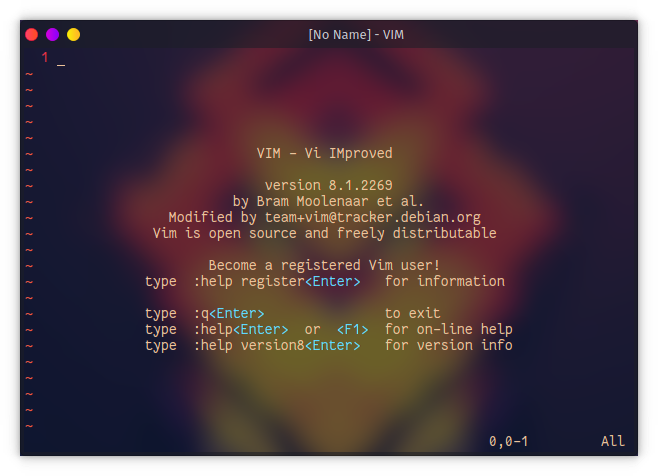 [No Name] - VIM
1 _
~
~
~
~
~
VIM - Vi IMproved
~
~
version 8.1.2269
~
by Bram Moolenaar et al.
~
Modified by team+vim@tracker.debian.org
~
Vim is open source and freely distributable
~
~
Become a registered Vim user!
~
type :help register<Enter> for information
~
~
type :q<Enter> to exit
~
type :help<Enter> or <F1> for on-line help
~
type :help version8<Enter> for version info
~
~
~
~
~
~
0,0-1 All